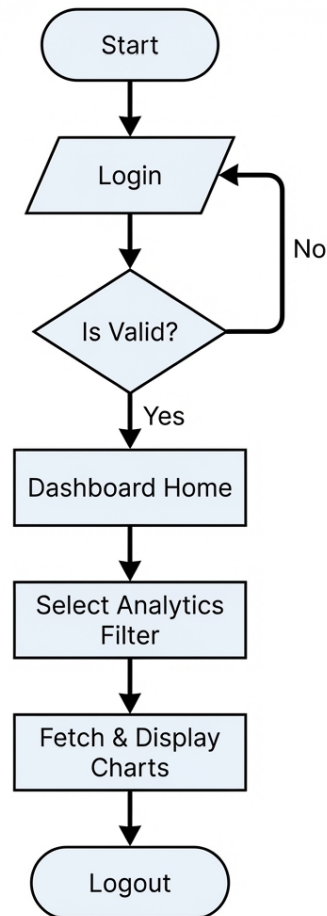 Start
Login
No
Is Valid?
Yes
Dashboard Home
Select Analytics
Filter
Fetch & Display
Charts
Logout